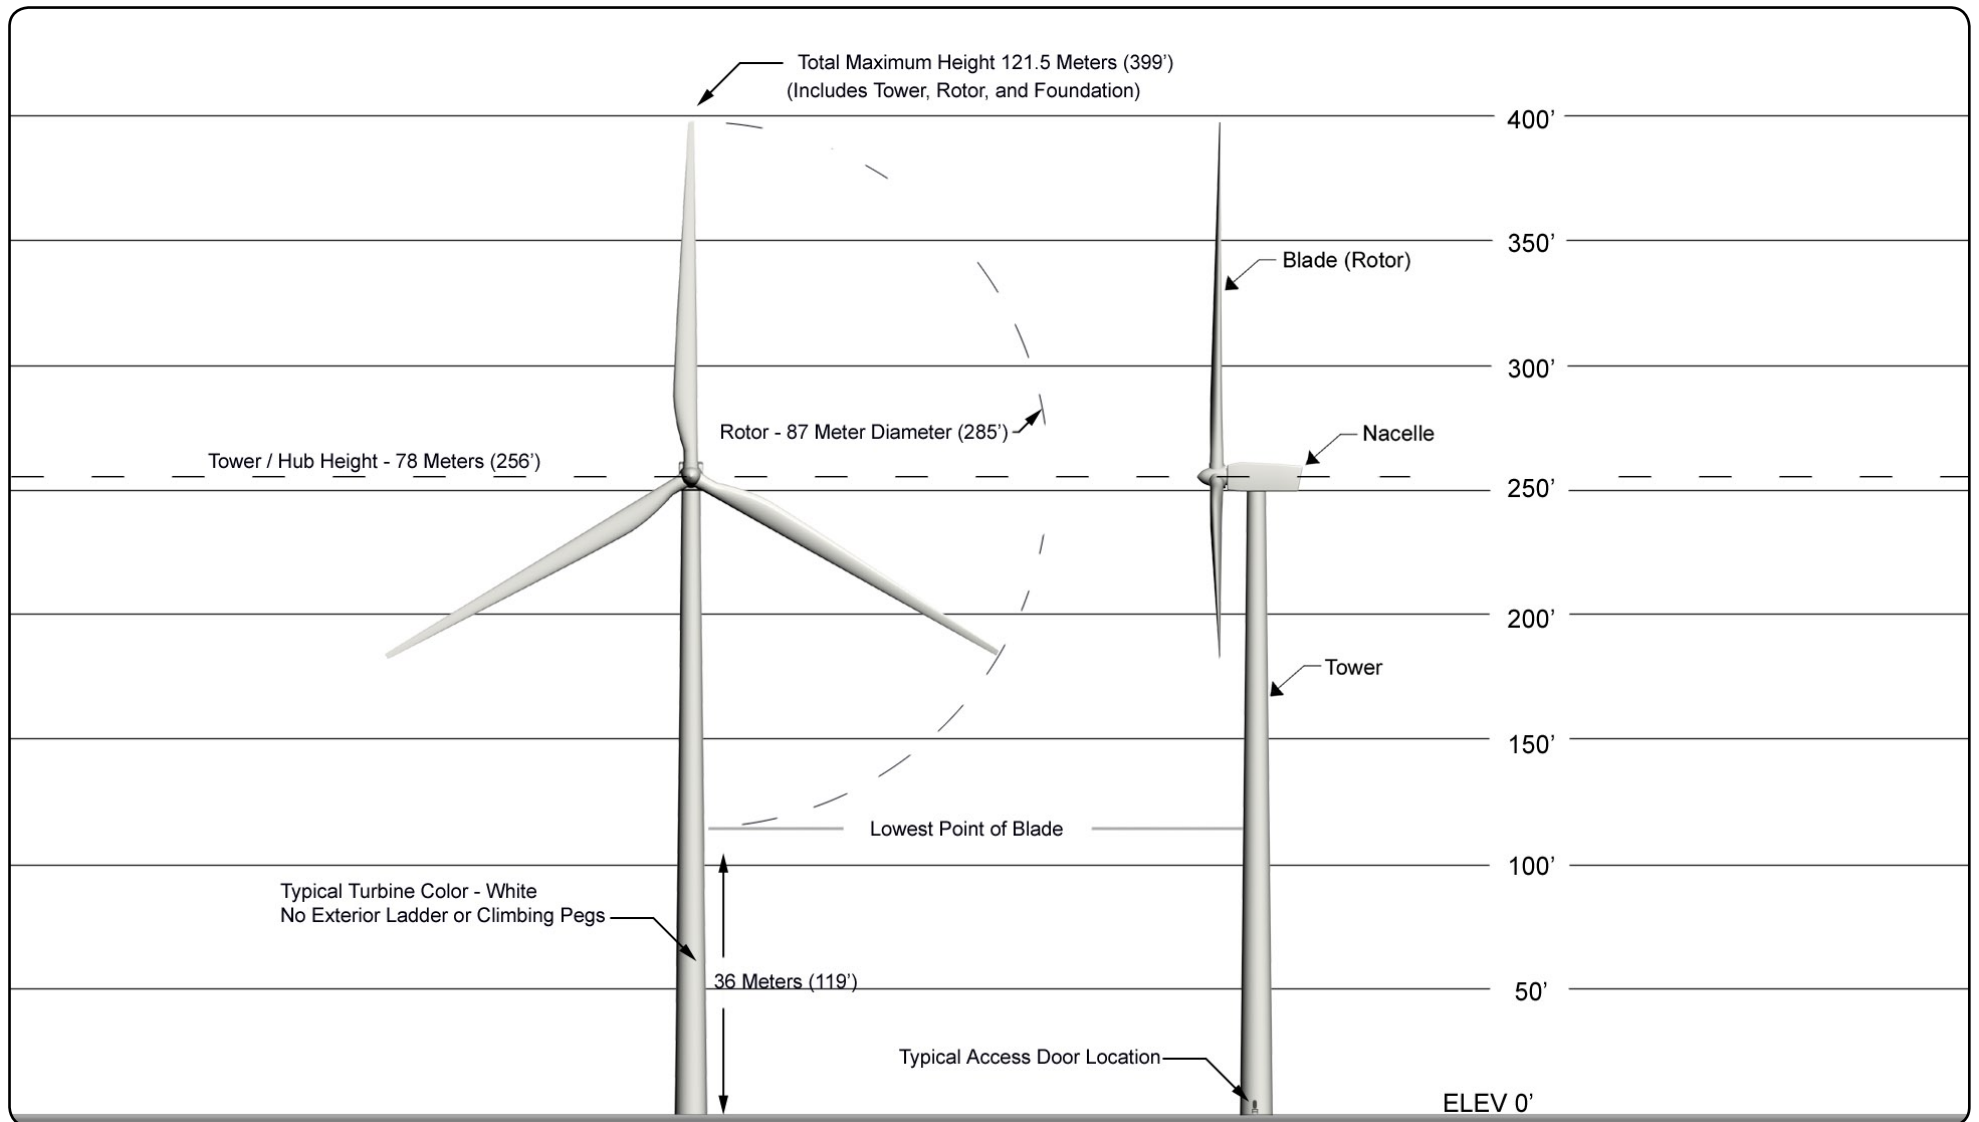 Total Maximum Height 121.5 Meters (399’)
(Includes Tower, Rotor, and Foundation)
400’
350’
Blade (Rotor)
300’
Rotor - 87 Meter Diameter (285’)
Nacelle
Tower / Hub Height - 78 Meters (256’)
250’
200’
Tower
150’
Lowest Point of Blade
100’
Typical Turbine Color - White
No Exterior Ladder or Climbing Pegs
36 Meters (119’)
50’
Typical Access Door Location
ELEV 0’